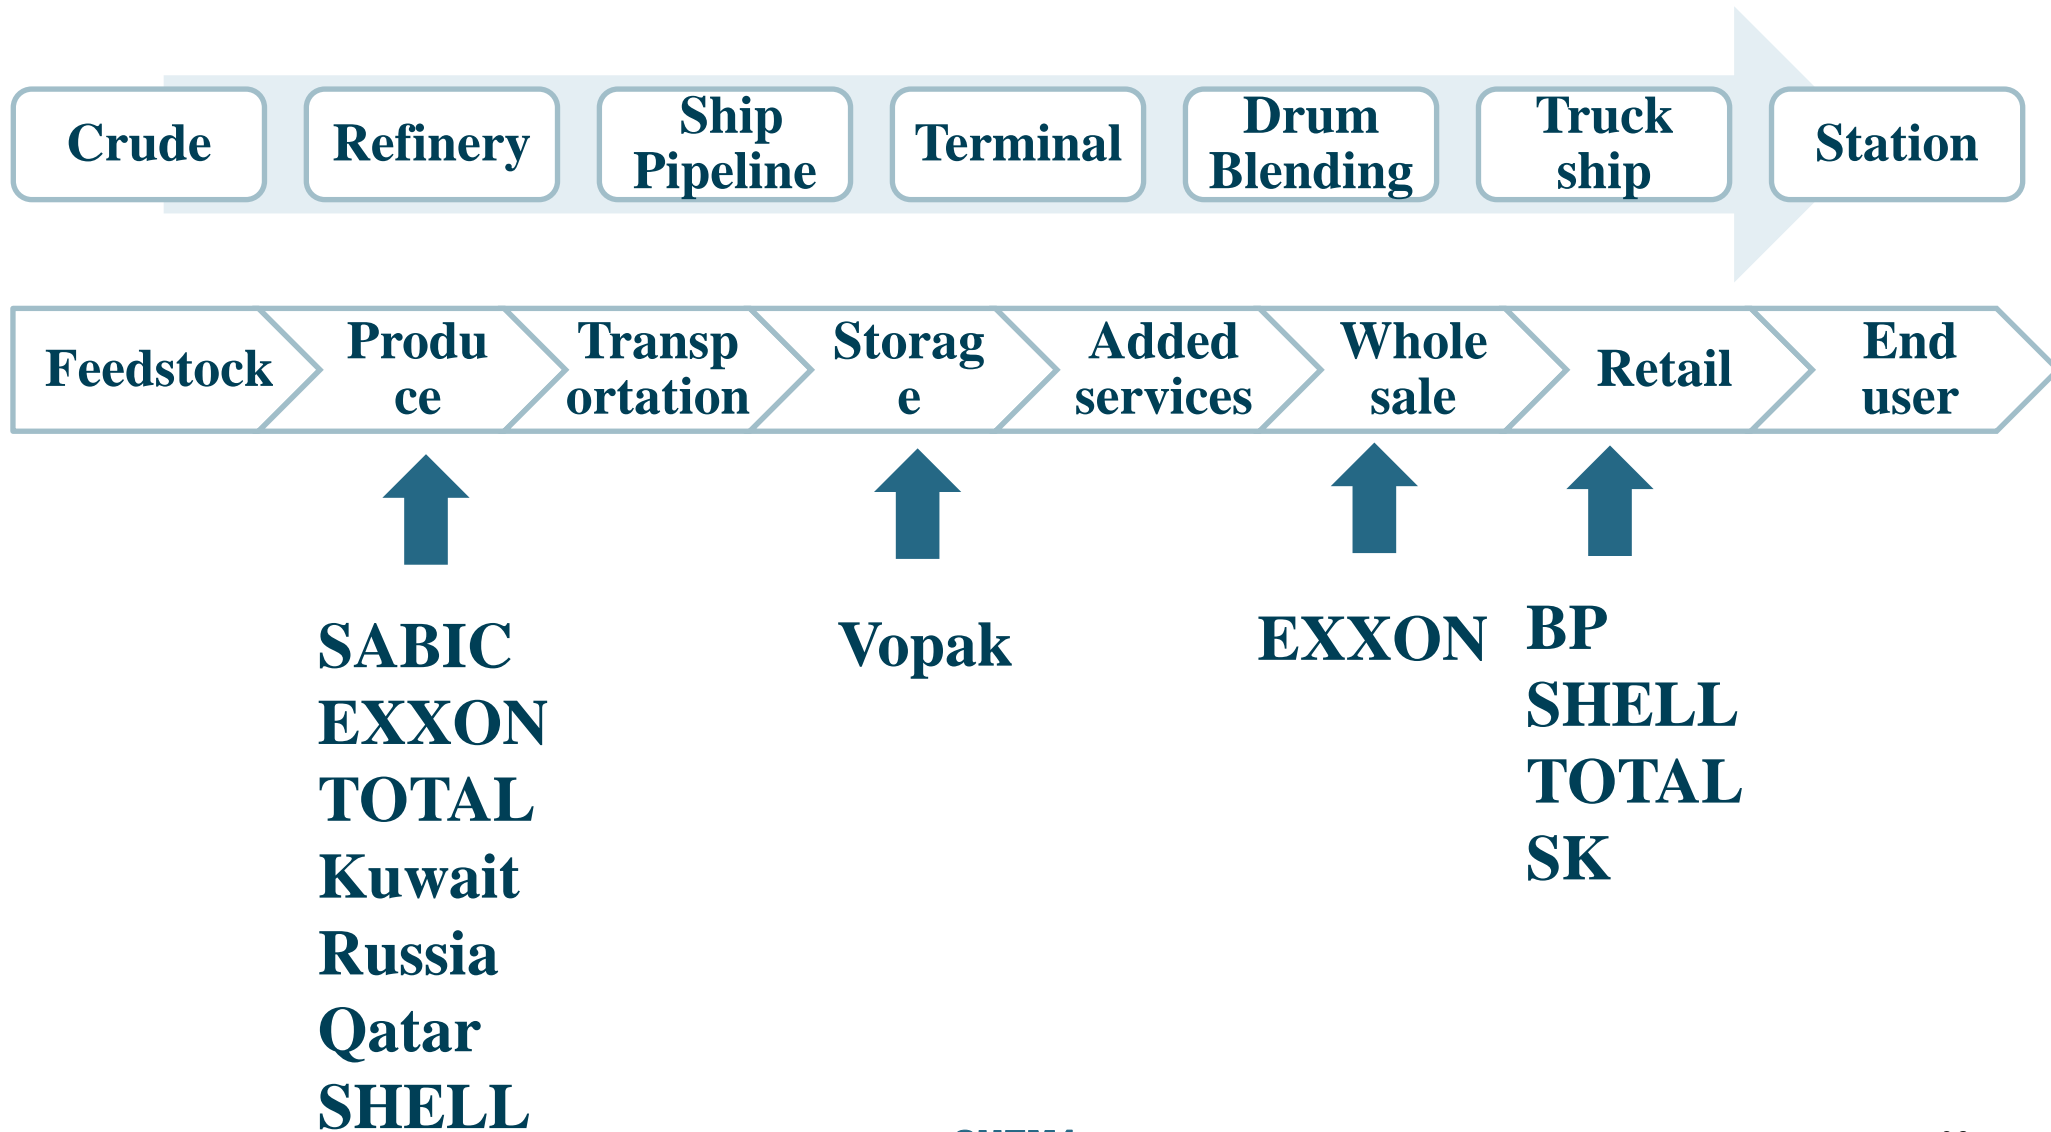 Crude
Refinery
Ship
Pipeline
Terminal
Drum
Blending
Truck
ship
Station
Feedstock
Produ
ce
Transp
ortation
Storag
e
Added
services
Whole
sale
Retail
End
user
SABIC
EXXON
TOTAL
Kuwait
Russia
Qatar
SHELL
Vopak
EXXON
BP
SHELL
TOTAL
SK